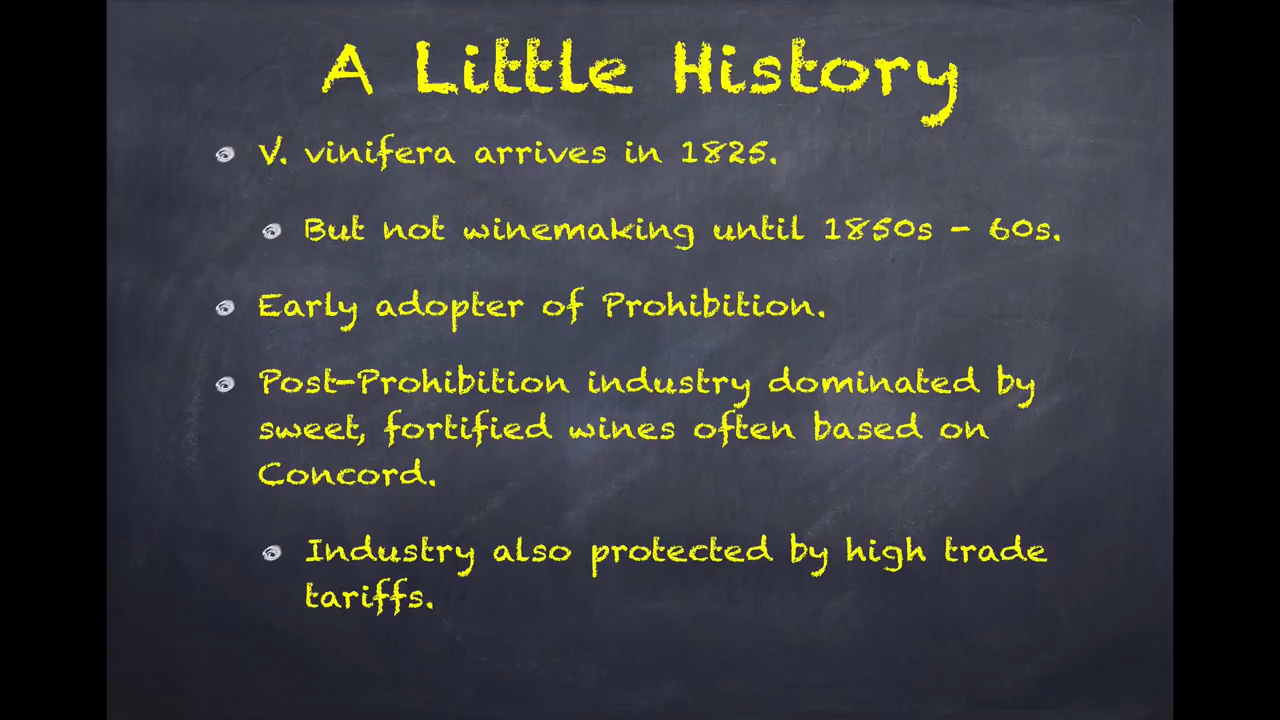 A Little History
V. vinifera arrives in 1825.
But not winemaking until 1850s - 60s.
Early adopter of Prohibition.
Post-Prohibition industry dominated by
sweet, fortified wines often based on
Concord.
Industry also protected by high trade
tariffs.